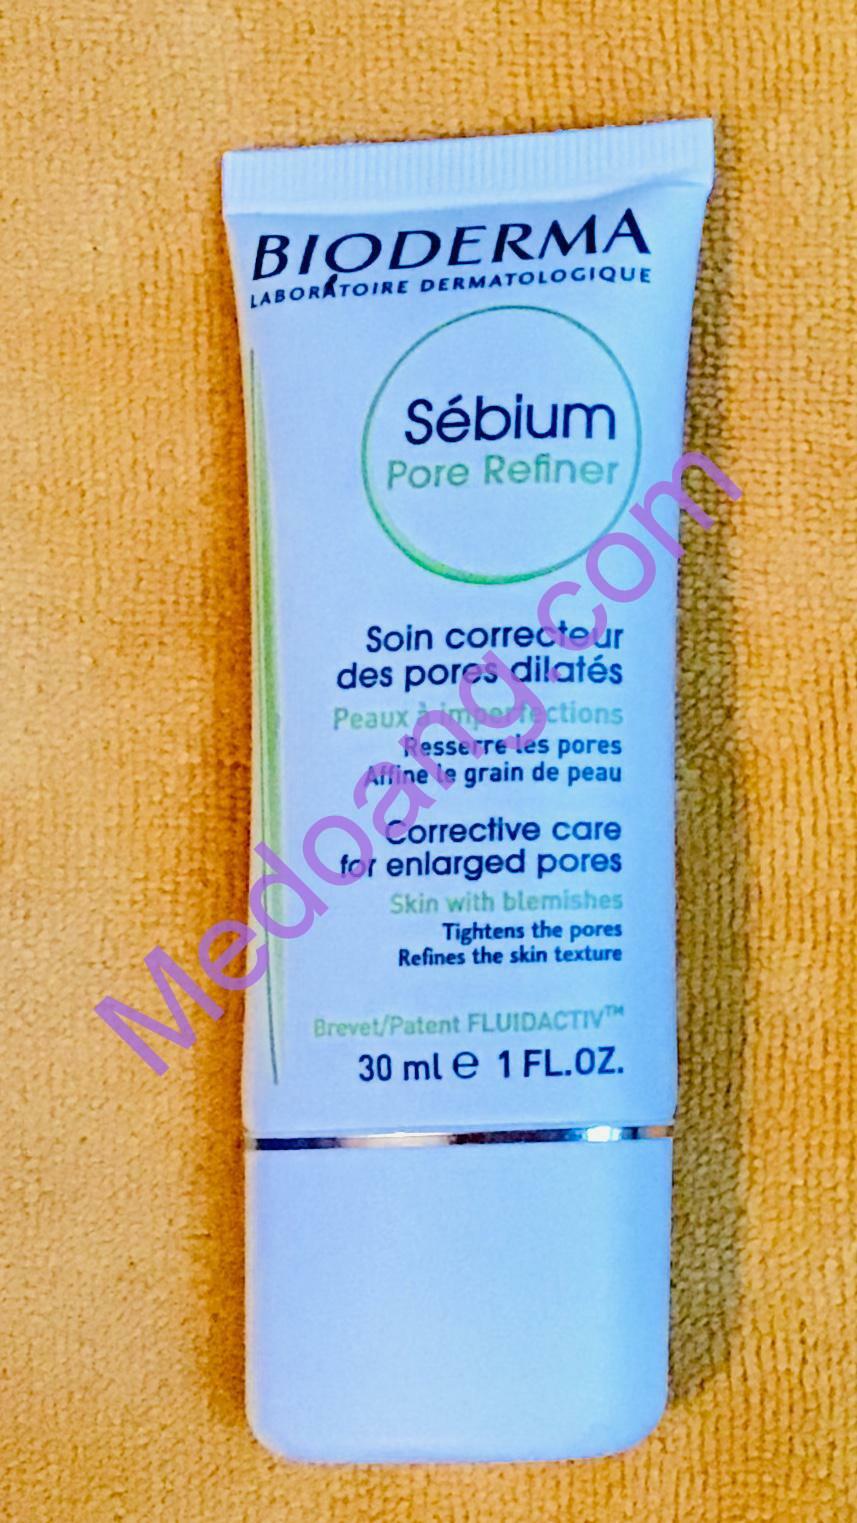 BIODERMA
LABORATOIRE DERMATOLOGIQUE
Sébium
Pore Refiner
Soin correcteur
des pores dilatés
Peaux à imperfections
Resserre les pores
Affine le grain de peau
Corrective care
for enlarged pores
Skin with blemishes
Tightens the pores
Refines the skin texture
Brevet/Patent FLUIDACTIV™
30 ml e 1 FL.OZ.
Medoang.com